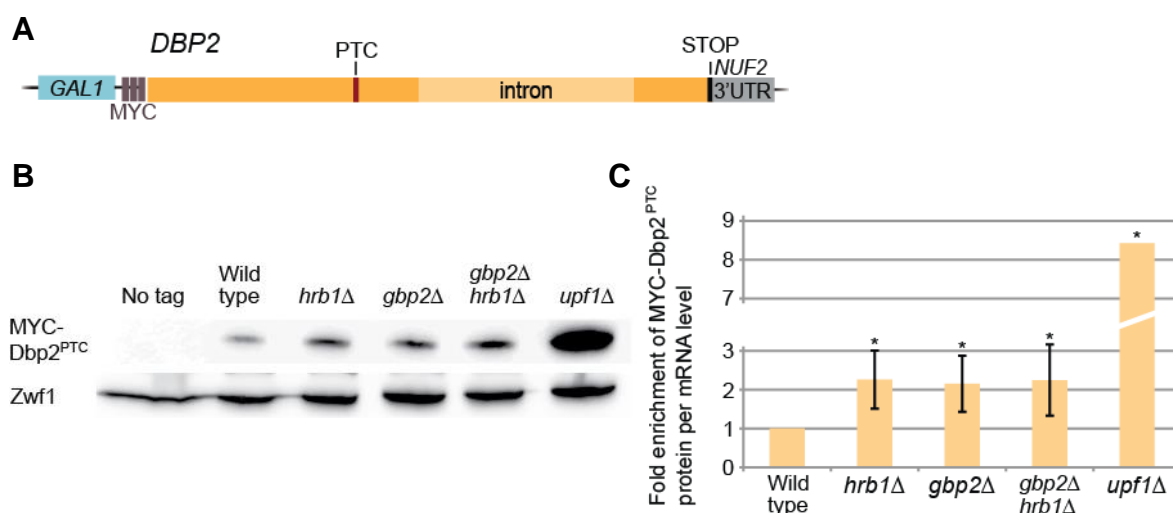 A
DBP2
PTC
STOP
GAL1
MYC
intron
NUF2
3'UTR
B
No tag
Wild
type
hrb1Δ
gbp2Δ
gbp2Δ
hrb1Δ
upf1Δ
MYC-
Dbp2PTC
Zwf1
C
Fold enrichment of MYC-Dbp2PTC
protein per mRNA level
9
8
7
3
2
1
0
*
*
*
*
Wild
type
hrb1Δ
gbp2Δ
gbp2Δ
hrb1Δ
upf1Δ